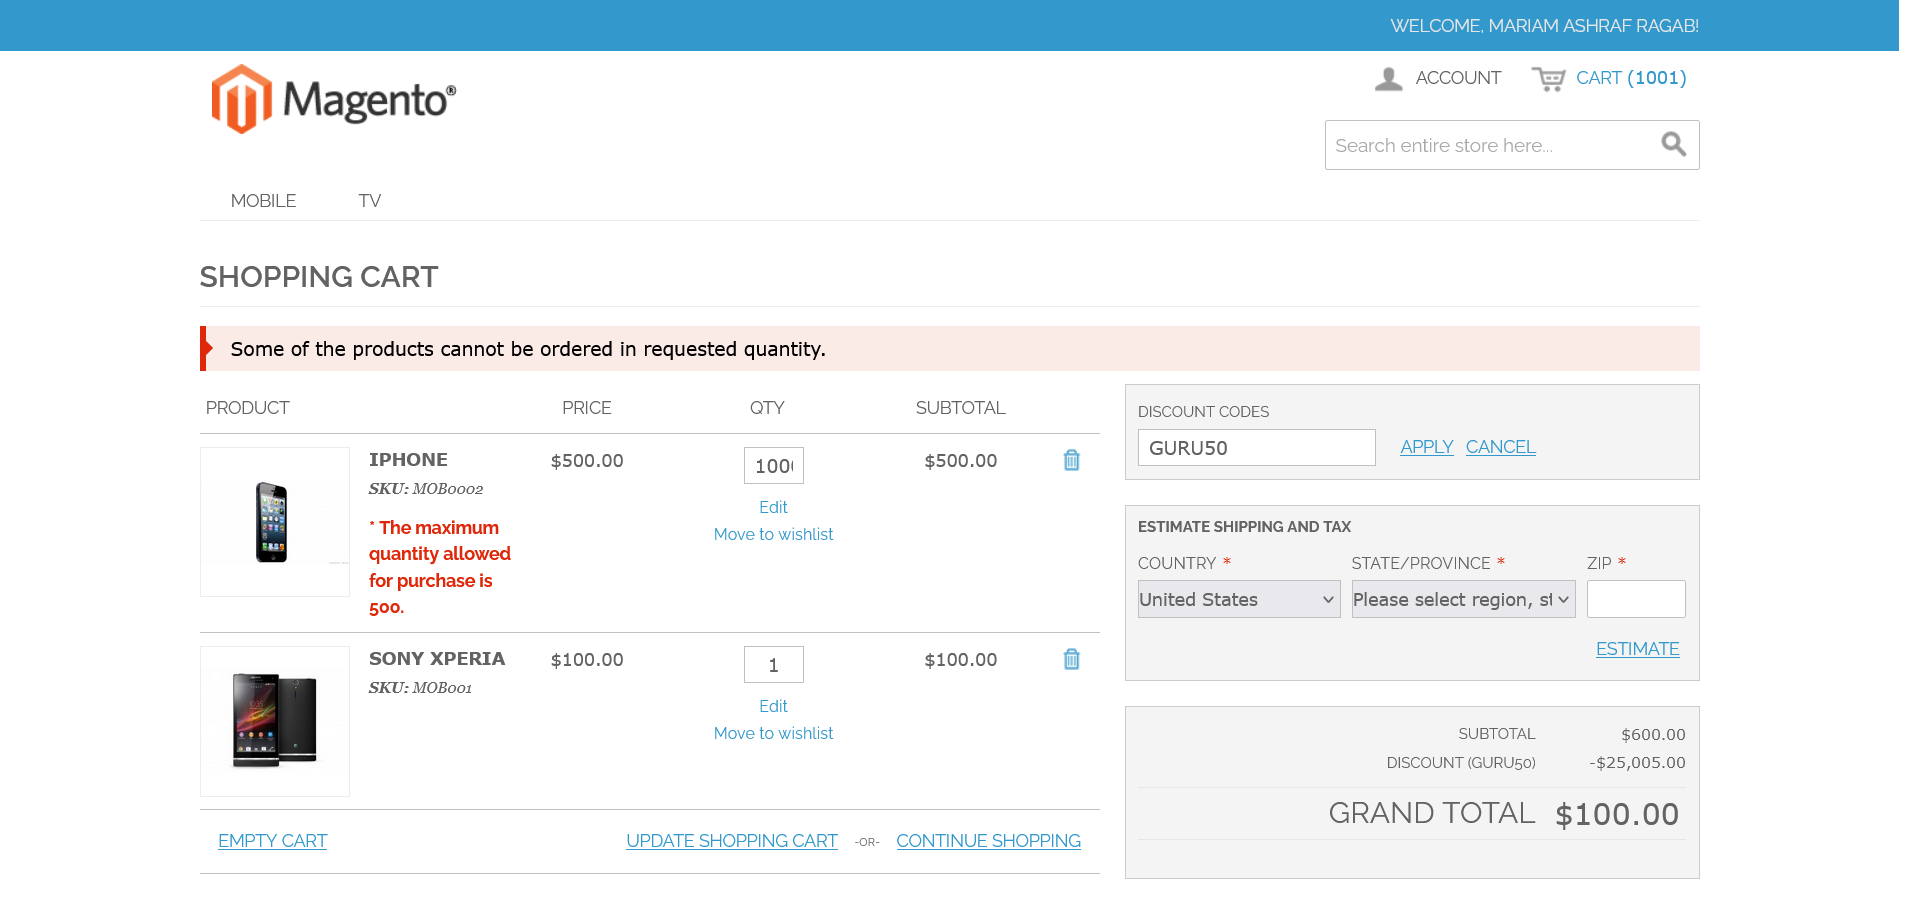 WELCOME, MARIAM ASHRAF RAGAB!
Magento®
ACCOUNT
CART (1001)
Search entire store here...
MOBILE
TV
SHOPPING CART
Some of the products cannot be ordered in requested quantity.
PRODUCT PRICE QTY SUBTOTAL
IPHONE $500.00 1000 $500.00
SKU: MOB0002
Edit
Move to wishlist
* The maximum
quantity allowed
for purchase is
500.
SONY XPERIA $100.00 1 $100.00
SKU: MOB001
Edit
Move to wishlist
EMPTY CART UPDATE SHOPPING CART -OR- CONTINUE SHOPPING
DISCOUNT CODES
GURU50 APPLY CANCEL
ESTIMATE SHIPPING AND TAX
COUNTRY * STATE/PROVINCE * ZIP *
United States Please select region, st
ESTIMATE
SUBTOTAL $600.00
DISCOUNT (GURU50) -$25,005.00
GRAND TOTAL $100.00